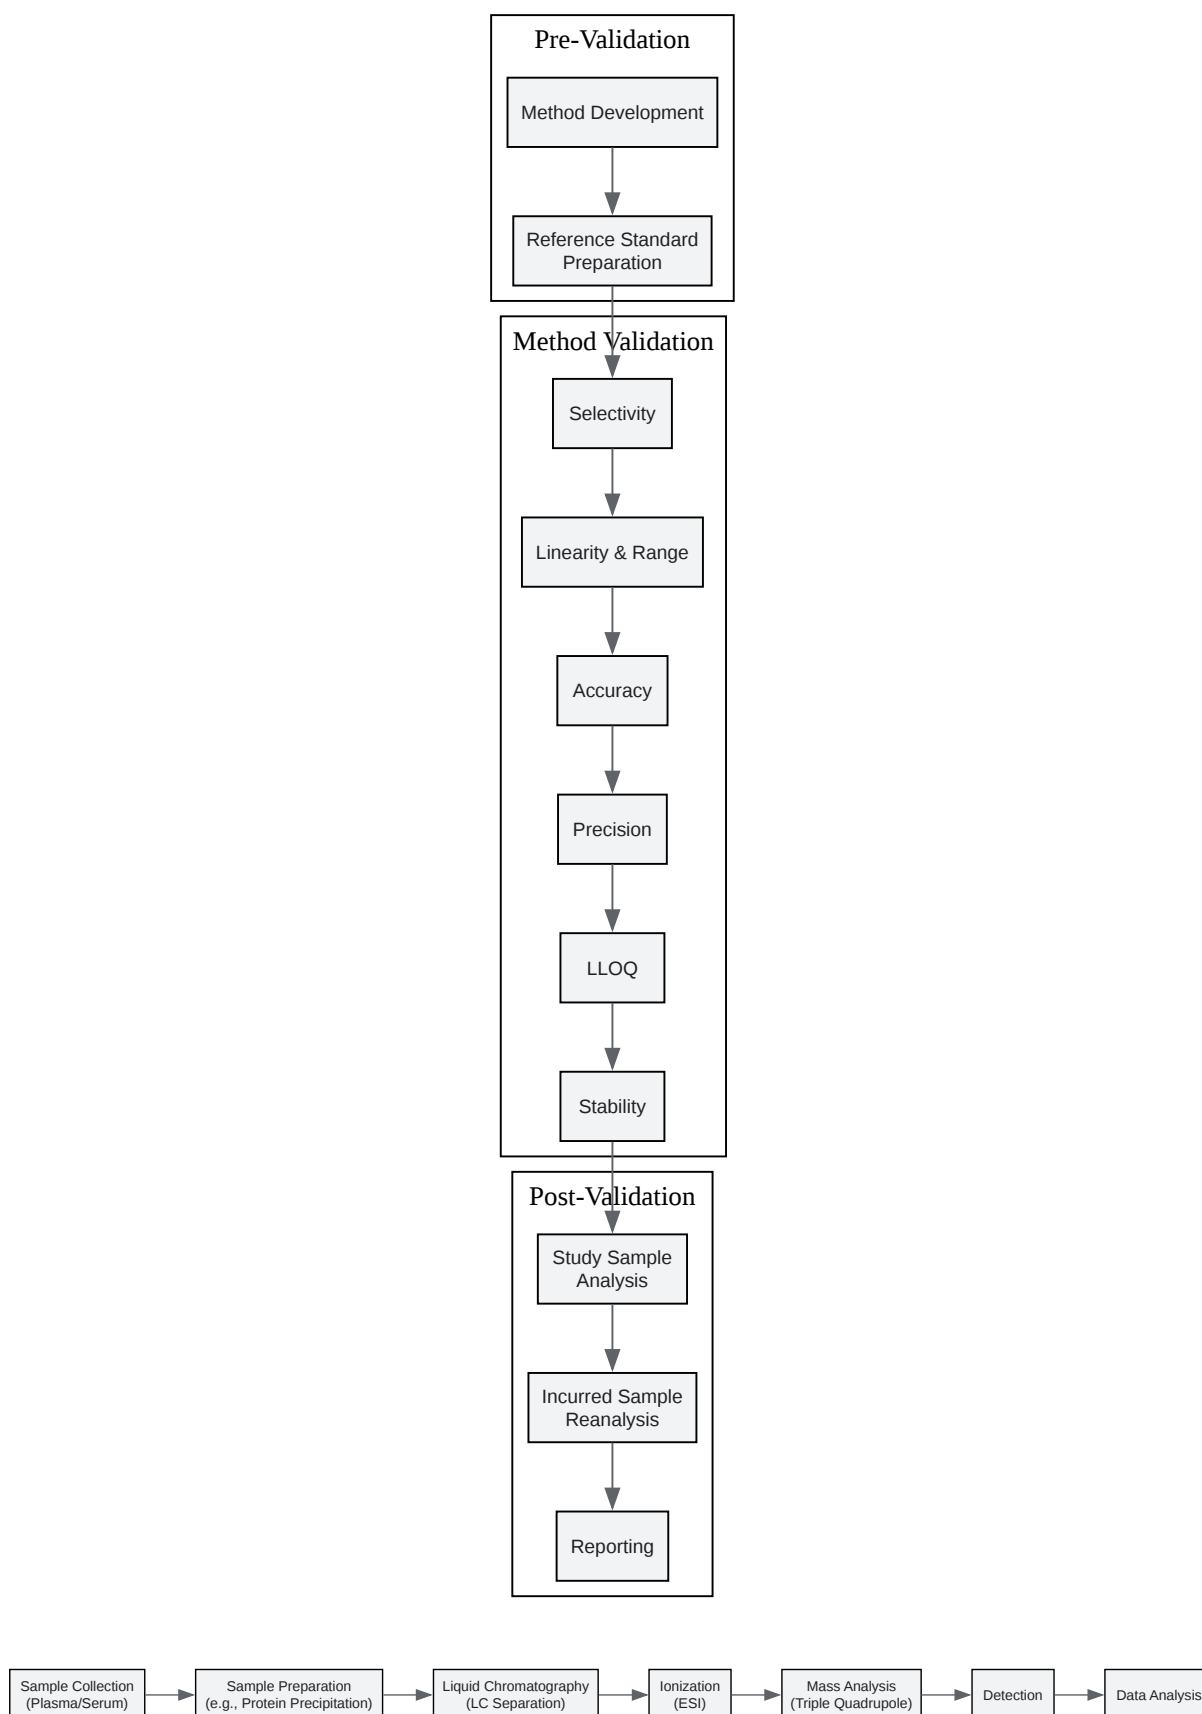 Pre-Validation
Method Development
Reference Standard
Preparation
Method Validation
Selectivity
Linearity & Range
Accuracy
Precision
LLOQ
Stability
Post-Validation
Study Sample
Analysis
Incurred Sample
Reanalysis
Reporting
Sample Collection
(Plasma/Serum)
Sample Preparation
(e.g., Protein Precipitation)
Liquid Chromatography
(LC Separation)
Ionization
(ESI)
Mass Analysis
(Triple Quadrupole)
Detection
Data Analysis